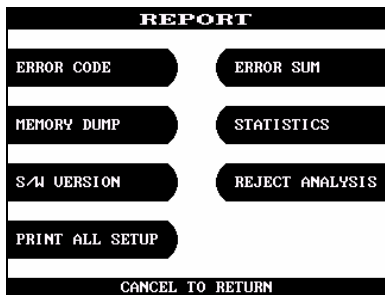 REPORT
ERROR CODE
ERROR SUM
MEMORY DUMP
STATISTICS
S/W VERSION
REJECT ANALYSIS
PRINT ALL SETUP
CANCEL TO RETURN